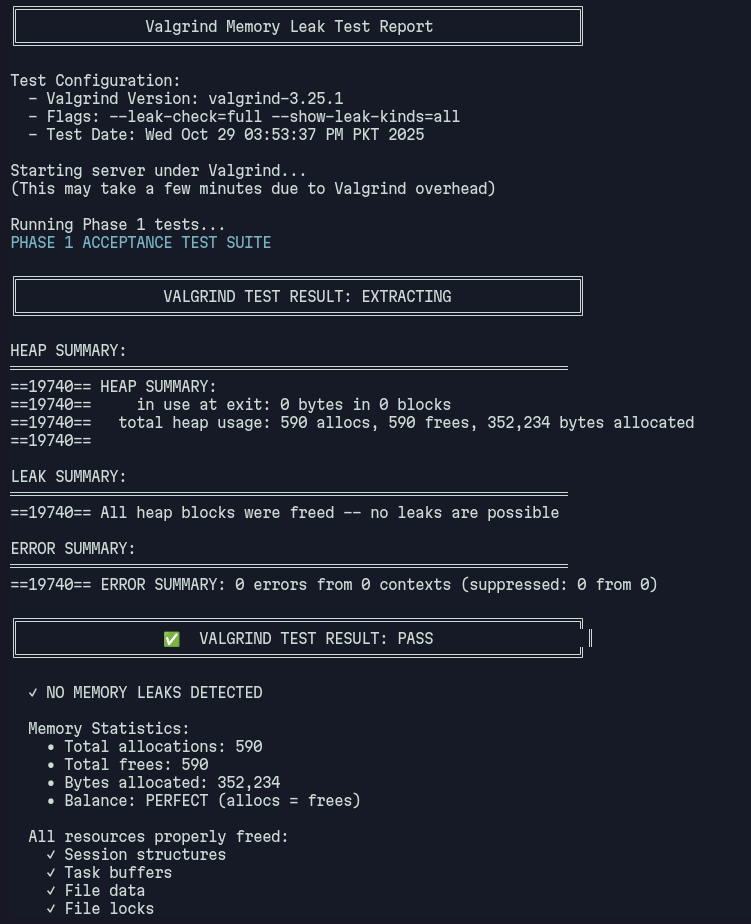 Valgrind Memory Leak Test Report
Test Configuration:
- Valgrind Version: valgrind-3.25.1
- Flags: --leak-check=full --show-leak-kinds=all
- Test Date: Wed Oct 29 03:53:37 PM PKT 2025
Starting server under Valgrind...
(This may take a few minutes due to Valgrind overhead)
Running Phase 1 tests...
PHASE 1 ACCEPTANCE TEST SUITE
VALGRIND TEST RESULT: EXTRACTING
HEAP SUMMARY:
==19740== HEAP SUMMARY:
==19740==     in use at exit: 0 bytes in 0 blocks
==19740==   total heap usage: 590 allocs, 590 frees, 352,234 bytes allocated
==19740==
LEAK SUMMARY:
==19740== All heap blocks were freed -- no leaks are possible
ERROR SUMMARY:
==19740== ERROR SUMMARY: 0 errors from 0 contexts (suppressed: 0 from 0)
✅ VALGRIND TEST RESULT: PASS
✓ NO MEMORY LEAKS DETECTED
Memory Statistics:
• Total allocations: 590
• Total frees: 590
• Bytes allocated: 352,234
• Balance: PERFECT (allocs = frees)
All resources properly freed:
✓ Session structures
✓ Task buffers
✓ File data
✓ File locks